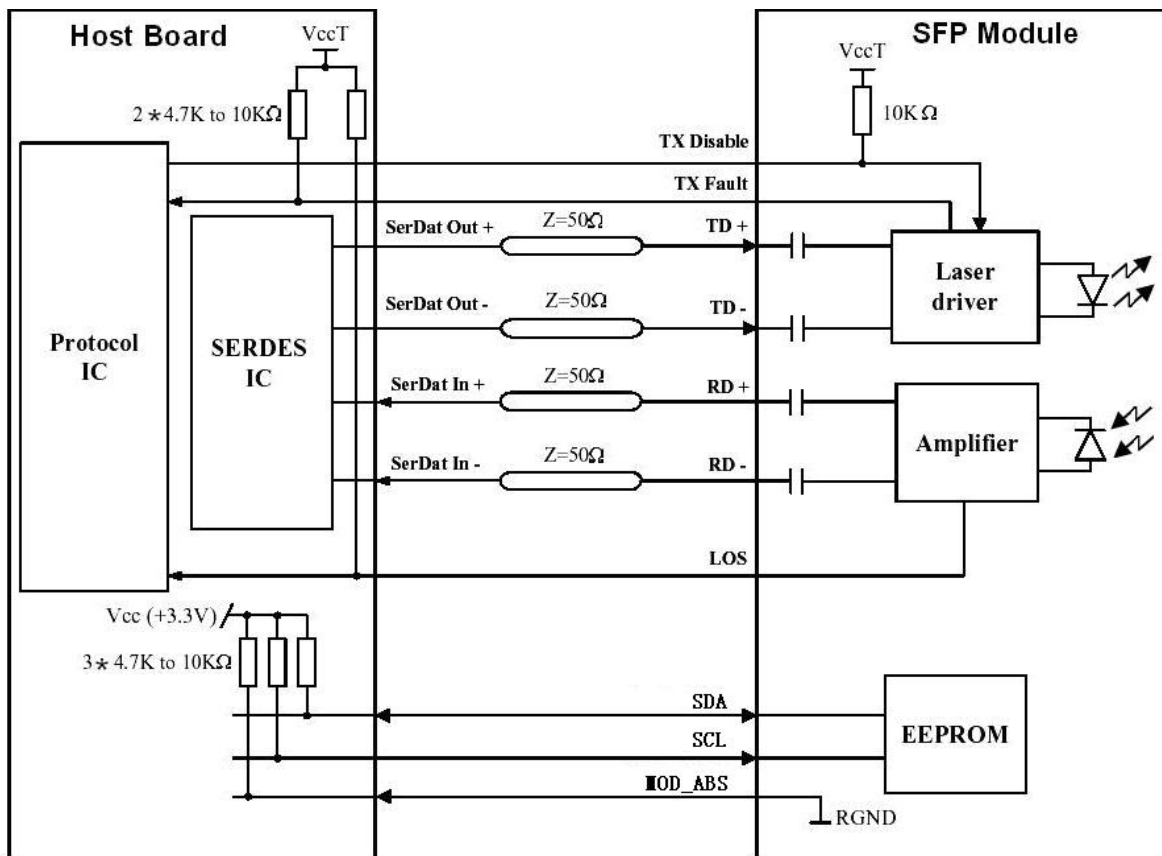 Host Board
SFP Module
VccT
VccT
2*4.7K to 10KΩ
10KΩ
TX Disable
TX Fault
SerDat Out +
Z=50Ω
TD +
SerDat Out -
Z=50Ω
TD -
Laser
driver
Protocol
IC
SERDES
IC
SerDat In +
Z=50Ω
RD +
SerDat In -
Z=50Ω
RD -
Amplifier
LOS
Vcc (+3.3V)
3*4.7K to 10KΩ
SDA
SCL
MOD_ABS
EEPROM
RGND